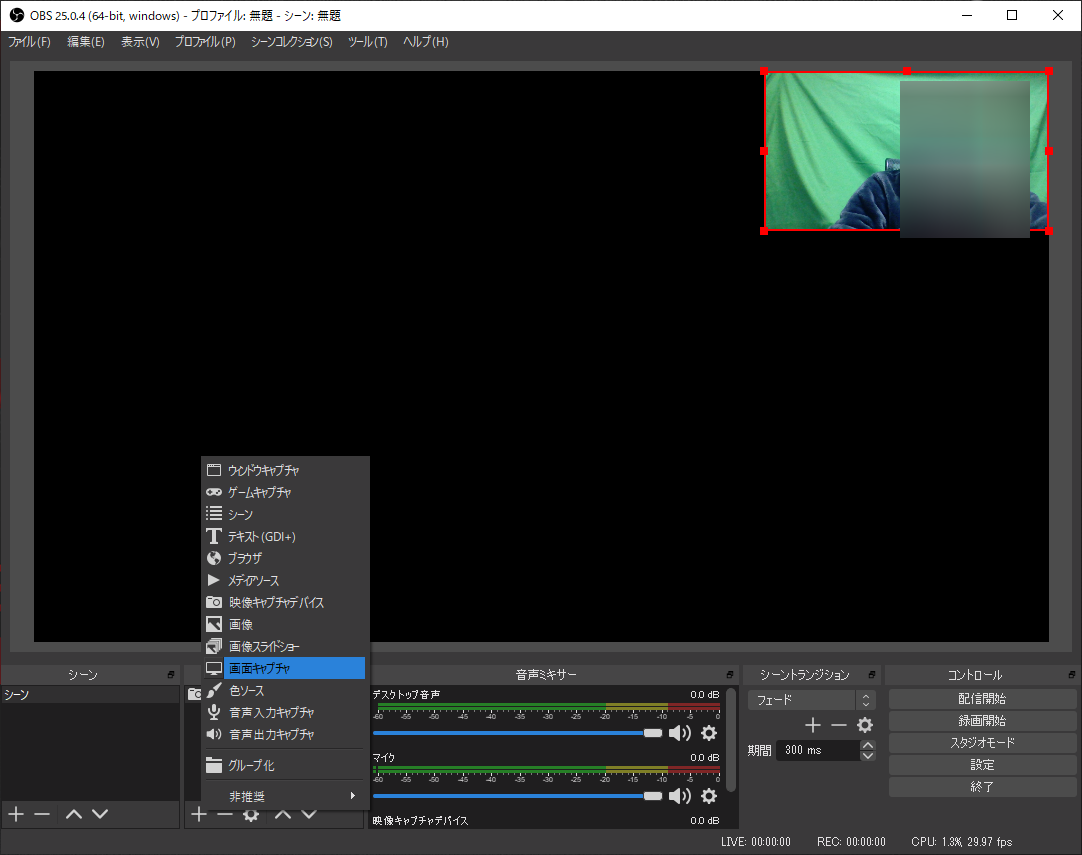 OBS 25.0.4 (64-bit, windows) - プロファイル: 無題 - シーン: 無題
ファイル(F) 編集(E) 表示(V) プロファイル(P) シーンコレクション(S) ツール(T) ヘルプ(H)
ウィンドウキャプチャ
ゲームキャプチャ
シーン
テキスト(GDI+)
ブラウザ
メディアソース
映像キャプチャデバイス
画像
画像スライドショー
画面キャプチャ
色ソース
音声入力キャプチャ
音声出力キャプチャ
グループ化
非推奨
シーン
シーン
音声ミキサー
デスクトップ音声 0.0 dB
-60 -55 -50 -45 -40 -35 -30 -25 -20 -15 -10 -5 0
マイク 0.0 dB
-60 -55 -50 -45 -40 -35 -30 -25 -20 -15 -10 -5 0
映像キャプチャデバイス 0.0 dB
シーントランジション
フェード
期間 300 ms
コントロール
配信開始
録画開始
スタジオモード
設定
終了
LIVE: 00:00:00 REC: 00:00:00 CPU: 1.3%, 29.97 fps